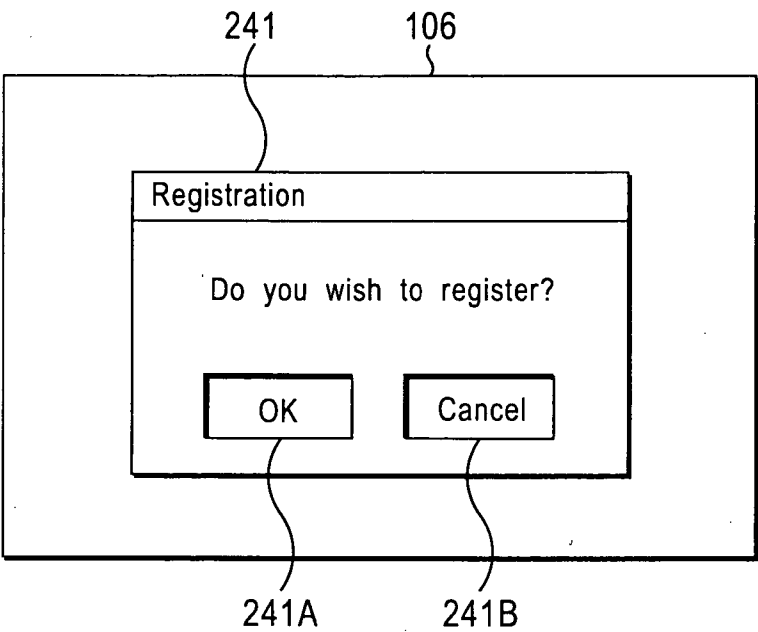 241 106
Registration
Do you wish to register?
OK Cancel
241A 241B